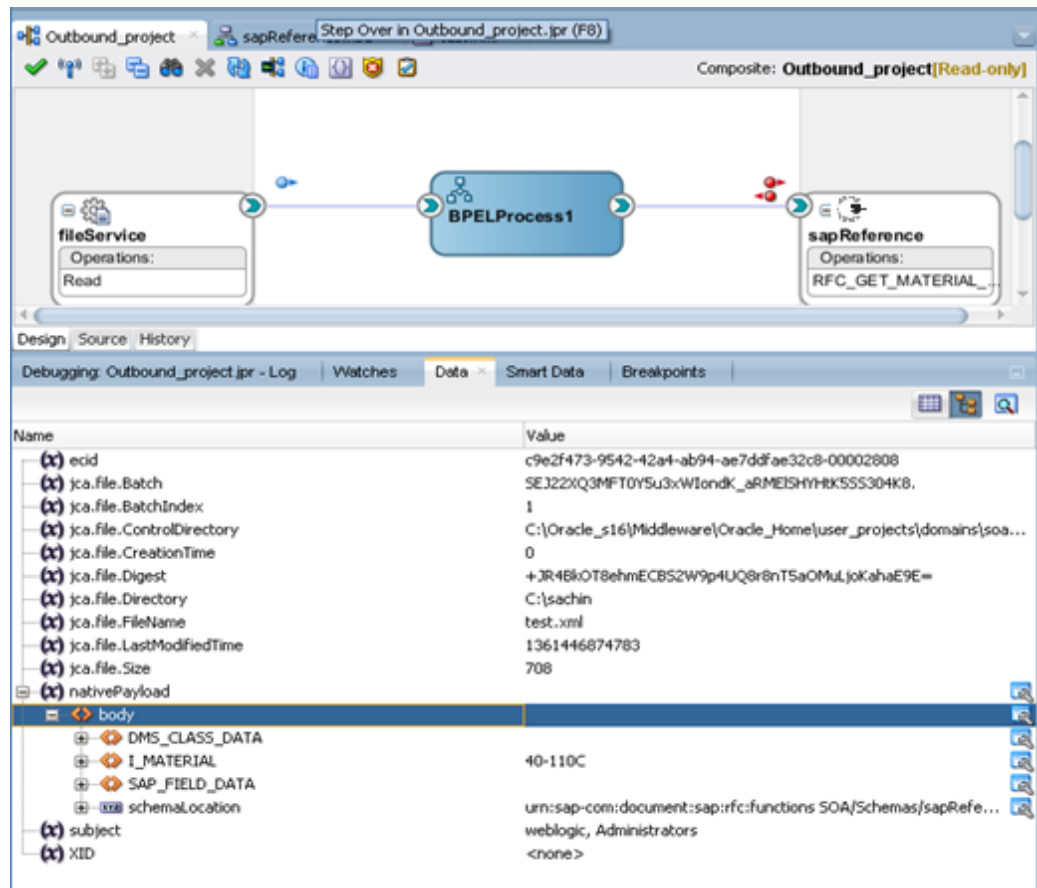 Outbound_project
sapRefere
Step Over in Outbound_project.jpr (F8)
Composite: Outbound_project[Read-only]
fileService
Operations:
Read
BPELProcess1
sapReference
Operations:
RFC_GET_MATERIAL_...
Design Source History
Debugging: Outbound_project.jpr - Log Watches Data Smart Data Breakpoints
Name Value
(x) ecid c9e2f473-9542-42a4-ab94-ae7ddfae32c8-00002808
(x) jca.file.Batch
(x) jca.file.BatchIndex 1
(x) jca.file.ControlDirectory C:\Oracle_s16\Middleware\Oracle_Home\user_projects\domains\soa...
(x) jca.file.CreationTime 0
(x) jca.file.Digest
(x) jca.file.Directory C:\sachin
(x) jca.file.FileName test.xml
(x) jca.file.LastModifiedTime 1361446874783
(x) jca.file.Size 708
(x) nativePayload
body
DMS_CLASS_DATA
I_MATERIAL 40-110C
SAP_FIELD_DATA
schemaLocation urn:sap-com:document:sap:rfc:functions SOA/Schemas/sapRefe...
(x) subject weblogic, Administrators
(x) XID <none>